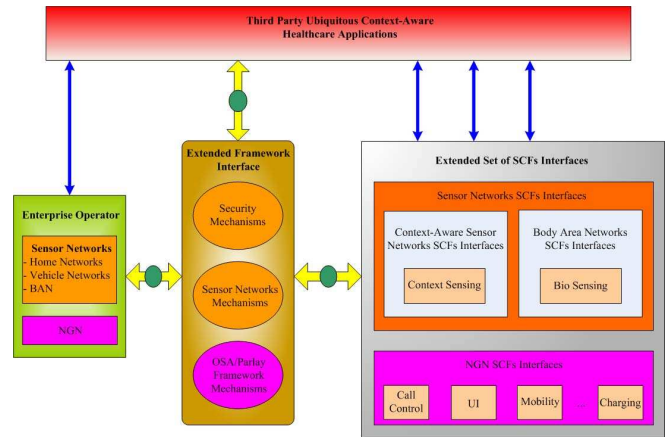 Third Party Ubiquitous Context-Aware
Healthcare Applications
Enterprise Operator
Sensor Networks
- Home Networks
- Vehicle Networks
- BAN
NGN
Extended Framework
Interface
Security
Mechanisms
Sensor Networks
Mechanisms
OSA/Parlay
Framework
Mechanisms
Extended Set of SCFs Interfaces
Sensor Networks SCFs Interfaces
Context-Aware Sensor
Networks SCFs Interfaces
Context Sensing
Body Area Networks
SCFs Interfaces
Bio Sensing
NGN SCFs Interfaces
Call
Control
UI
Mobility
...
Charging